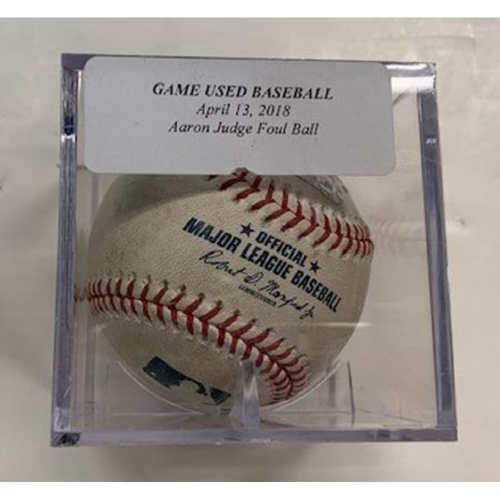 GAME USED BASEBALL
April 13, 2018
Aaron Judge Foul Ball
OFFICIAL
MAJOR LEAGUE BASEBALL
Robert D. Manfred Jr.